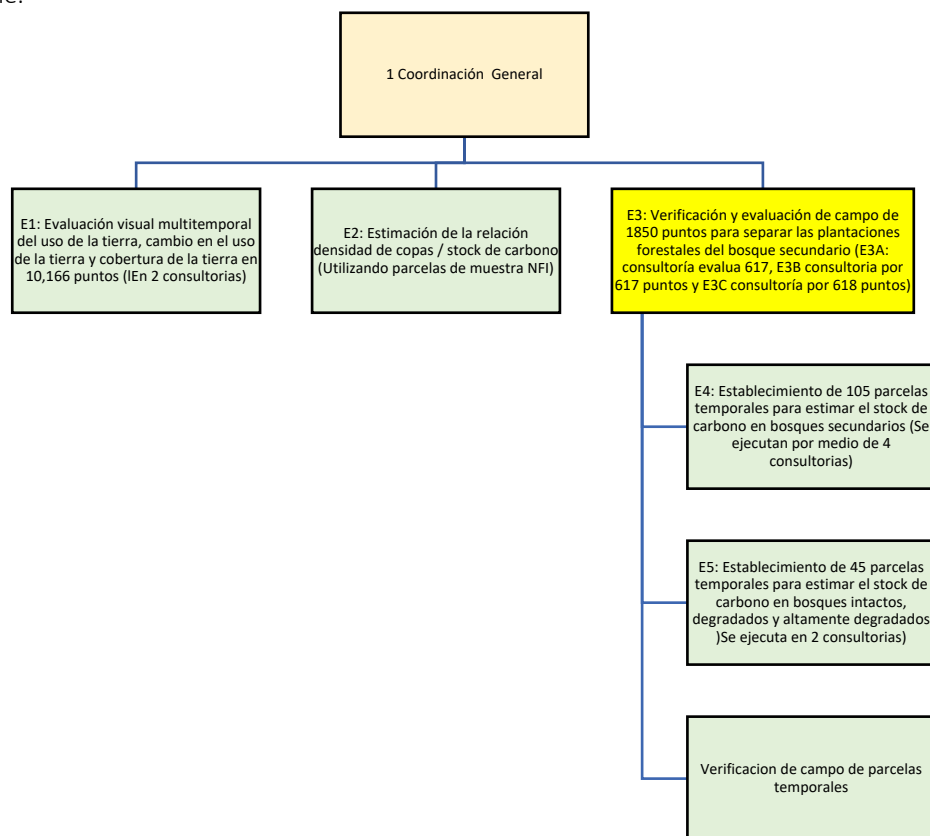 1 Coordinación  General
E1: Evaluación visual multitemporal
del uso de la tierra, cambio en el uso
de la tierra y cobertura de la tierra en
10,166 puntos (lEn 2 consultorias)
E2: Estimación de la relación
densidad de copas / stock de carbono
(Utilizando parcelas de muestra NFI)
E3: Verificación y evaluación de campo de
1850 puntos para separar las plantaciones
forestales del bosque secundario (E3A:
consultoría evalua 617, E3B consultoria por
617 puntos y E3C consultoría por 618 puntos)
E4: Establecimiento de 105 parcelas
temporales para estimar el stock de
carbono en bosques secundarios (Se
ejecutan por medio de 4
consultorias)
E5: Establecimiento de 45 parcelas
temporales para estimar el stock de
carbono en bosques intactos,
degradados y altamente degradados
)Se ejecuta en 2 consultorias)
Verificacion de campo de parcelas
temporales